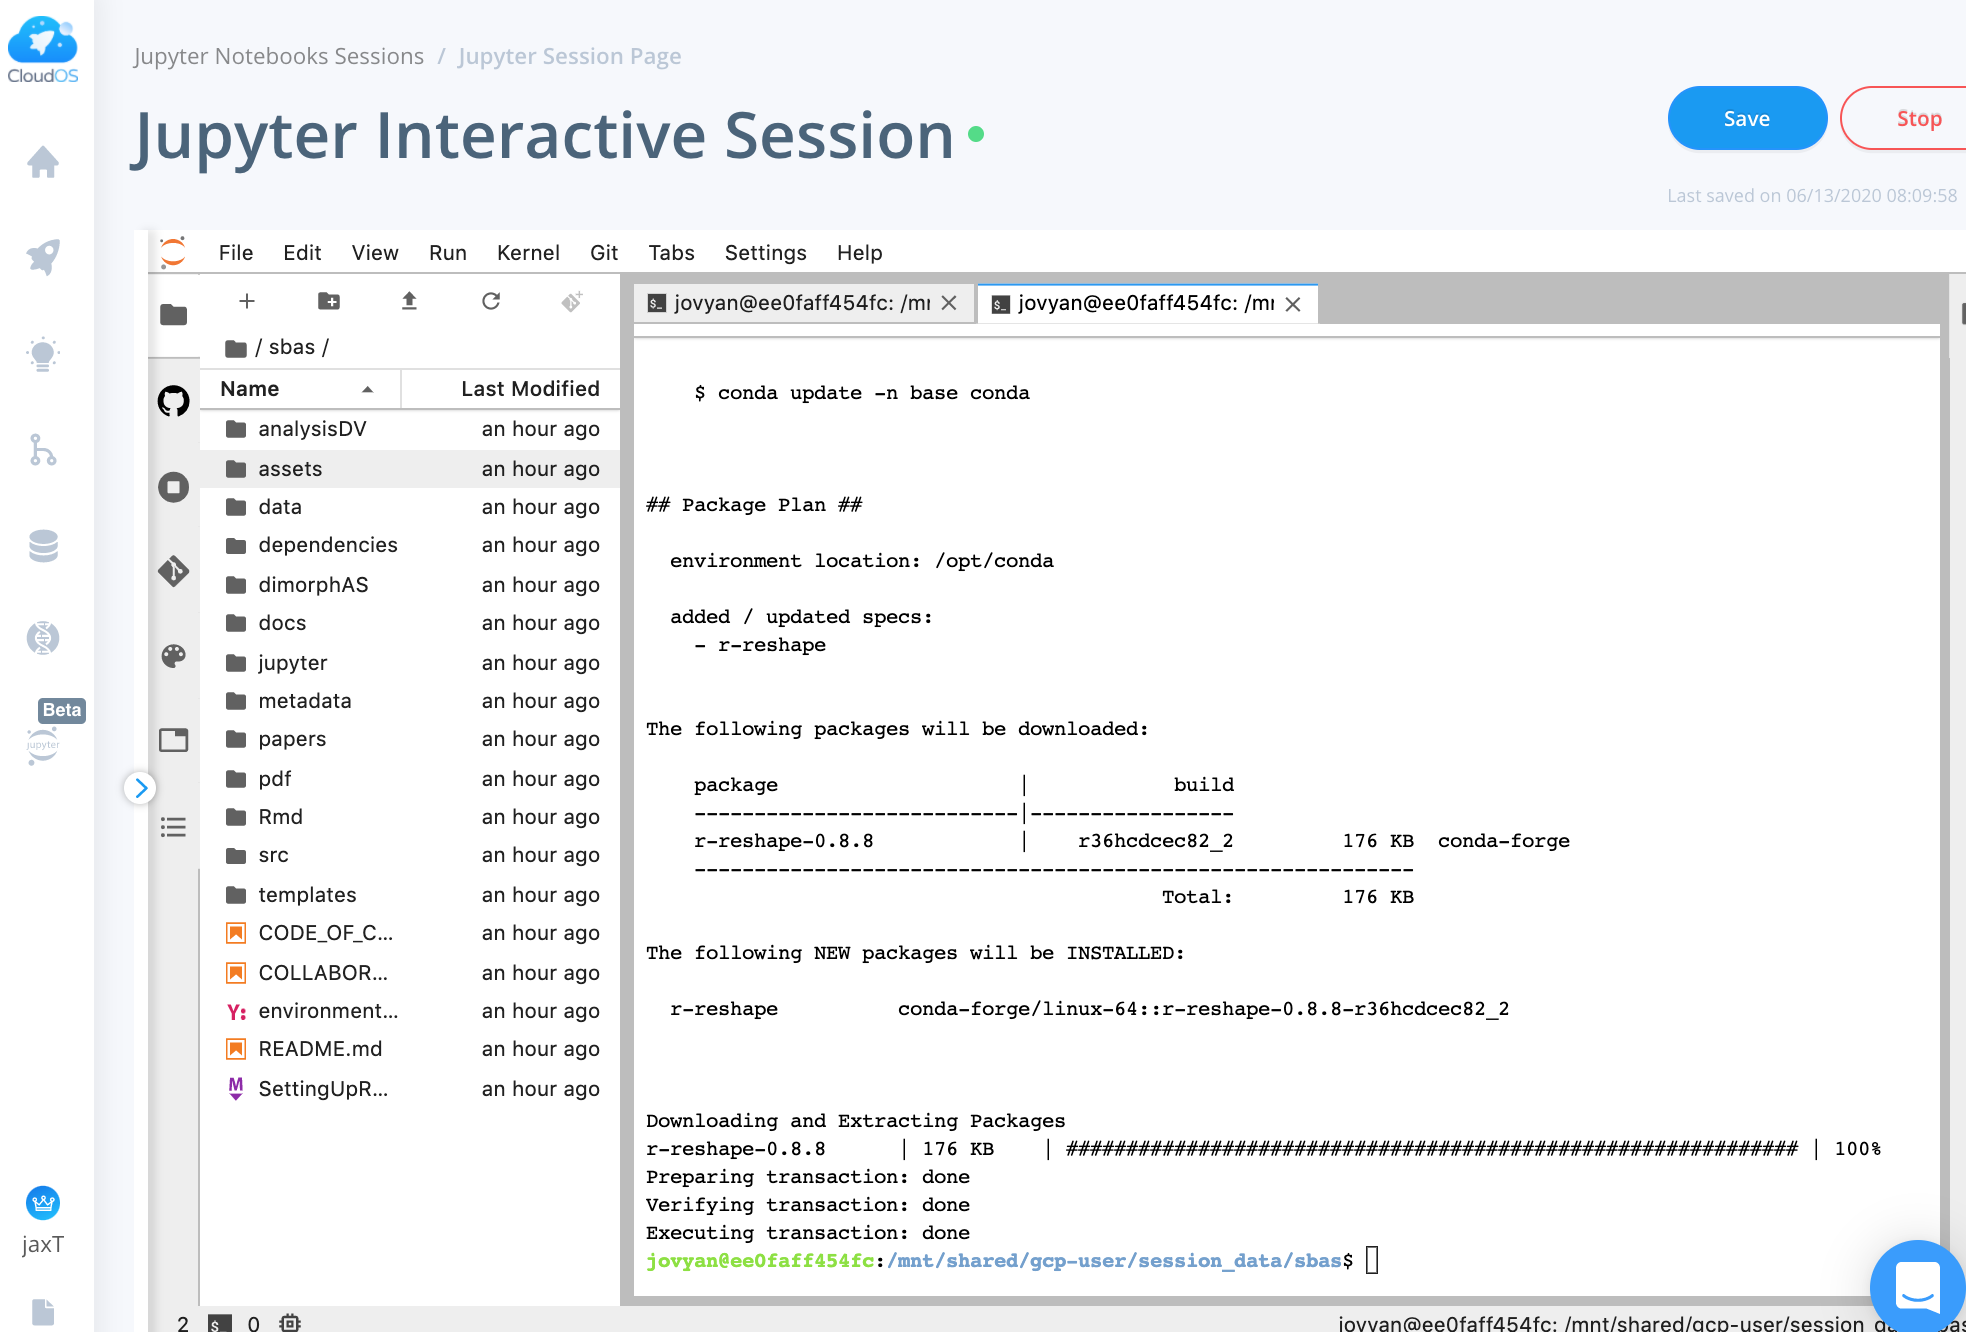 CloudOS
Jupyter Notebooks Sessions / Jupyter Session Page
Jupyter Interactive Session
Save
Stop
Last saved on 06/13/2020 08:09:58
File Edit View Run Kernel Git Tabs Settings Help
/ sbas /
Name Last Modified
analysisDV an hour ago
assets an hour ago
data an hour ago
dependencies an hour ago
dimorphAS an hour ago
docs an hour ago
jupyter an hour ago
metadata an hour ago
papers an hour ago
pdf an hour ago
Rmd an hour ago
src an hour ago
templates an hour ago
CODE_OF_C... an hour ago
COLLABOR... an hour ago
Y: environment... an hour ago
README.md an hour ago
M SettingUpR... an hour ago
Beta
jupyter
jaxT
$_ jovyan@ee0faff454fc: /mr
$_ jovyan@ee0faff454fc: /mr
$ conda update -n base conda
## Package Plan ##
environment location: /opt/conda
added / updated specs:
- r-reshape
The following packages will be downloaded:
package | build
---------------------------|-----------------
r-reshape-0.8.8 | r36hcdcec82_2 176 KB conda-forge
------------------------------------------------------------
Total: 176 KB
The following NEW packages will be INSTALLED:
r-reshape conda-forge/linux-64::r-reshape-0.8.8-r36hcdcec82_2
Downloading and Extracting Packages
r-reshape-0.8.8 | 176 KB | ############################################################# | 100%
Preparing transaction: done
Verifying transaction: done
Executing transaction: done
jovyan@ee0faff454fc:/mnt/shared/gcp-user/session_data/sbas$
2 $_ 0
jovyan@ee0faff454fc: /mnt/shared/gcp-user/session_